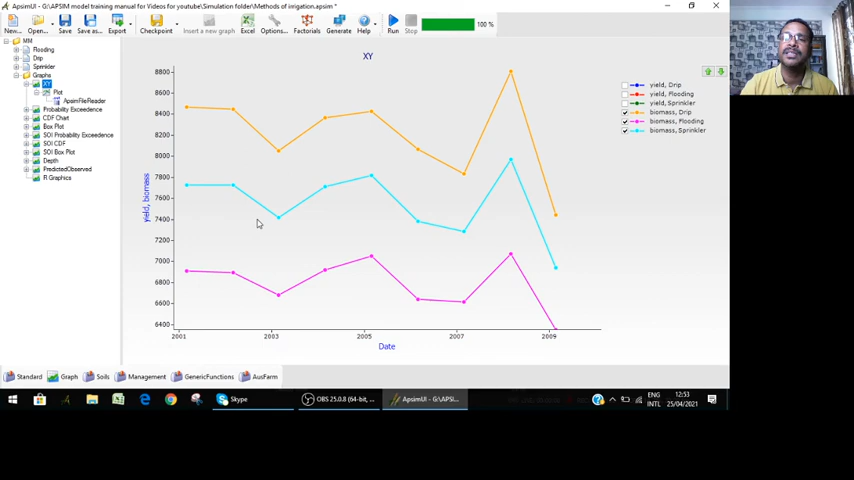 ApsimUI - G:\APSIM model training manual for Videos for youtube\Simulation folder\Methods of irrigation.apsim *
New... Open... Save Save as... Export Checkpoint Insert a new graph Excel Options... Factorials Generate Help Run Stop 100 %
MM
Flooding
Drip
Sprinkler
Graphs
XY
Plot
ApsimFileReader
Probability Exceedence
CDF Chart
Box Plot
SOI Probability Exceedence
SOI CDF
SOI Box Plot
Depth
PredictedObserved
R Graphics
XY
8800
8600
8400
8200
8000
7800
7600
7400
7200
7000
6800
6600
6400
yield, biomass
2001 2003 2005 2007 2009
Date
yield, Drip
yield, Flooding
yield, Sprinkler
biomass, Drip
biomass, Flooding
biomass, Sprinkler
Standard Graph Soils Management GenericFunctions AusFarm
Skype OBS 25.0.8 (64-bit, ... ApsimUI - G:\APSI... ENG 12:53
INTL 25/04/2021